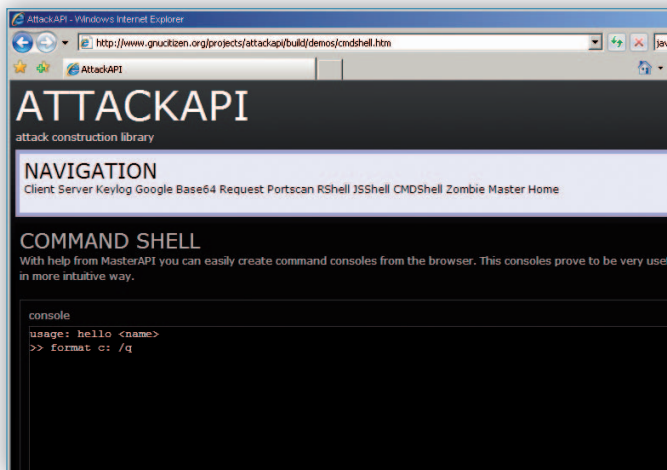 AttackAPI - Windows Internet Explorer
http://www.gnucitizen.org/projects/attackapi/build/demos/cmdshell.htm
jav
AttackAPI
ATTACKAPI
attack construction library
NAVIGATION
Client Server Keylog Google Base64 Request Portscan RShell JSShell CMDShell Zombie Master Home
COMMAND SHELL
With help from MasterAPI you can easily create command consoles from the browser. This consoles prove to be very usef
in more intuitive way.
console
usage: hello <name>
>> format c: /q